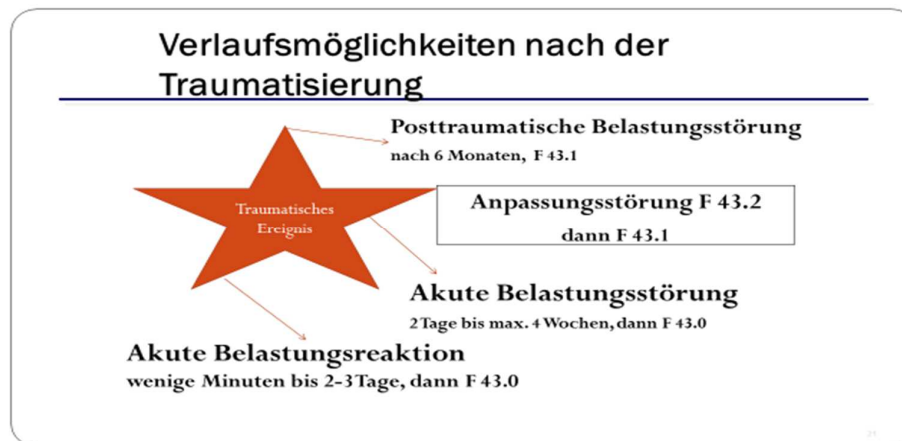 Verlaufsmöglichkeiten nach der
Traumatisierung
Posttraumatische Belastungsstörung
nach 6 Monaten, F 43.1
Traumatisches
Ereignis
Anpassungsstörung F 43.2
dann F 43.1
Akute Belastungsstörung
2 Tage bis max. 4 Wochen, dann F 43.0
Akute Belastungsreaktion
wenige Minuten bis 2-3 Tage, dann F 43.0